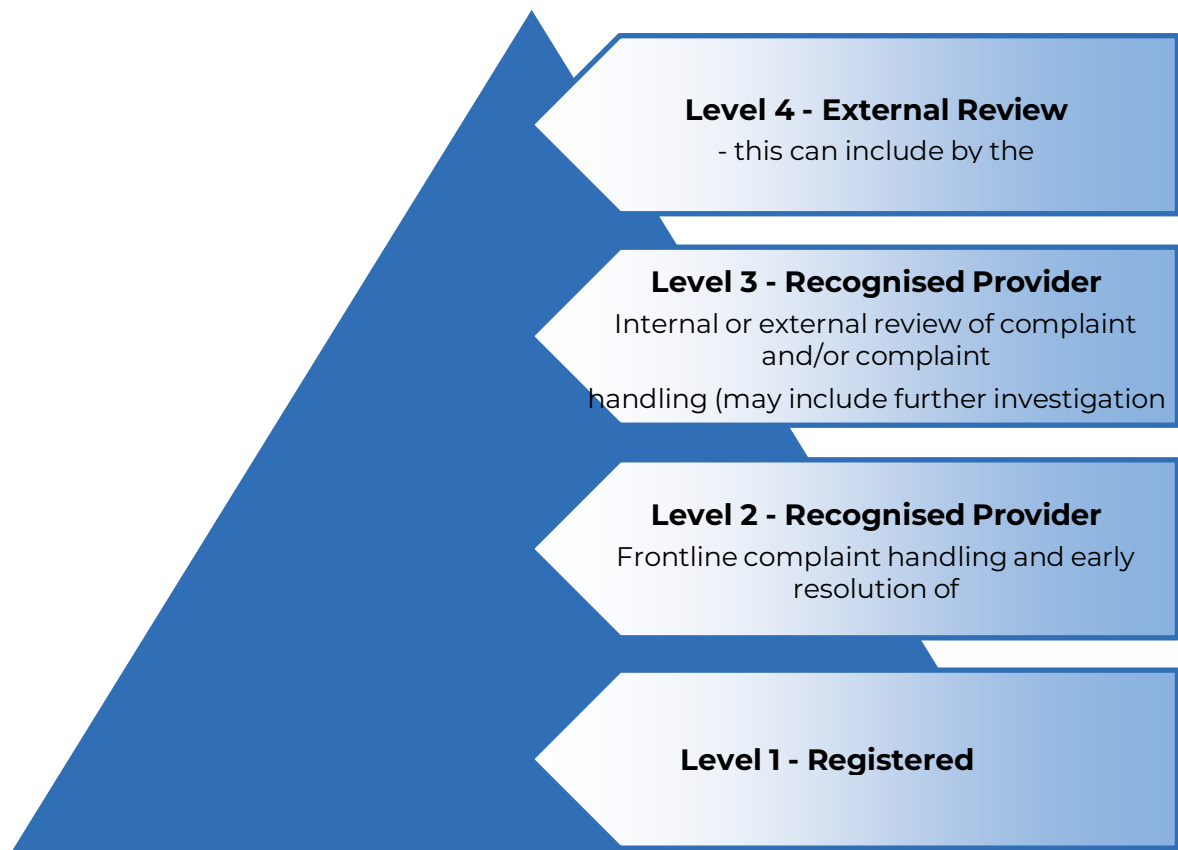 Level 4 - External Review
- this can include by the
Level 3 - Recognised Provider
Internal or external review of complaint
and/or complaint
handling (may include further investigation
Level 2 - Recognised Provider
Frontline complaint handling and early
resolution of
Level 1 - Registered